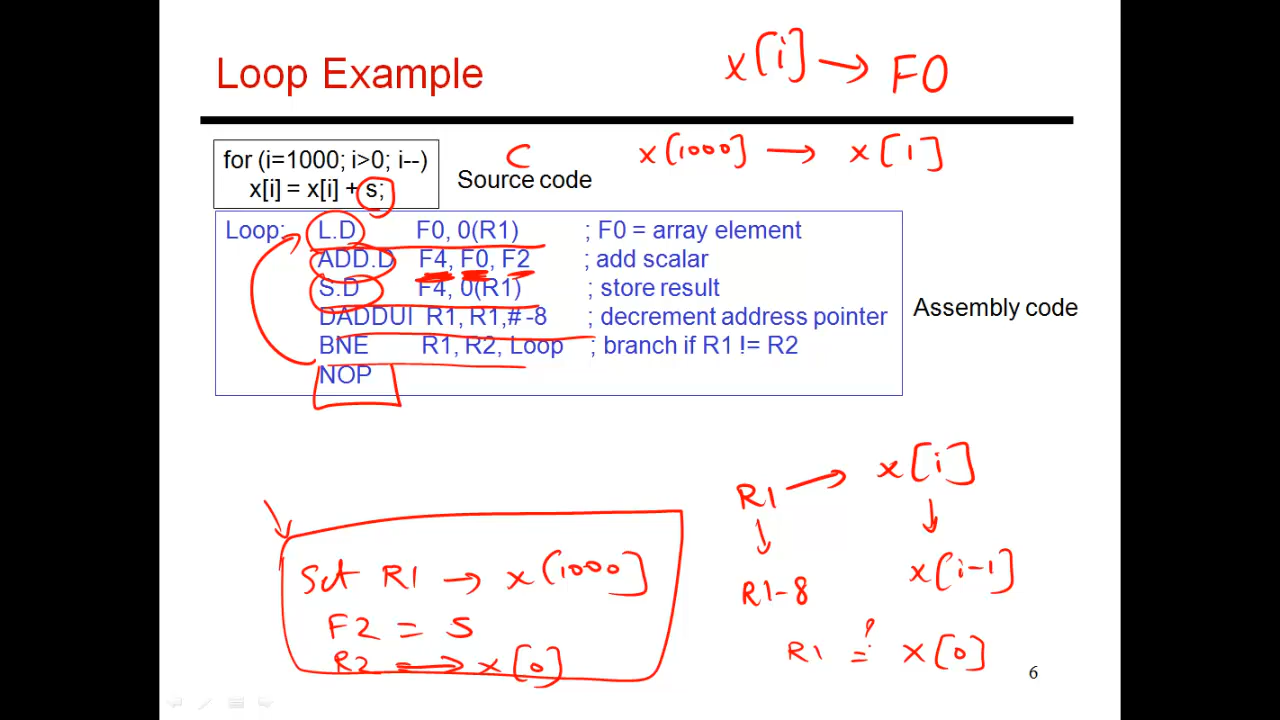 Loop Example
x[i] → F0
for (i=1000; i>0; i--)
x[i] = x[i] + s;
C
Source code
x[1000] → x[1]
Loop: L.D F0, 0(R1) ; F0 = array element
ADD.D F4, F0, F2 ; add scalar
S.D F4, 0(R1) ; store result
DADDUI R1, R1,# -8 ; decrement address pointer
BNE R1, R2, Loop ; branch if R1 != R2
NOP
Assembly code
R1 → x[i]
R1-8 x[i-1]
R1 =? x[0]
Set R1 → x[1000]
F2 = s
R2 → x[0]
6